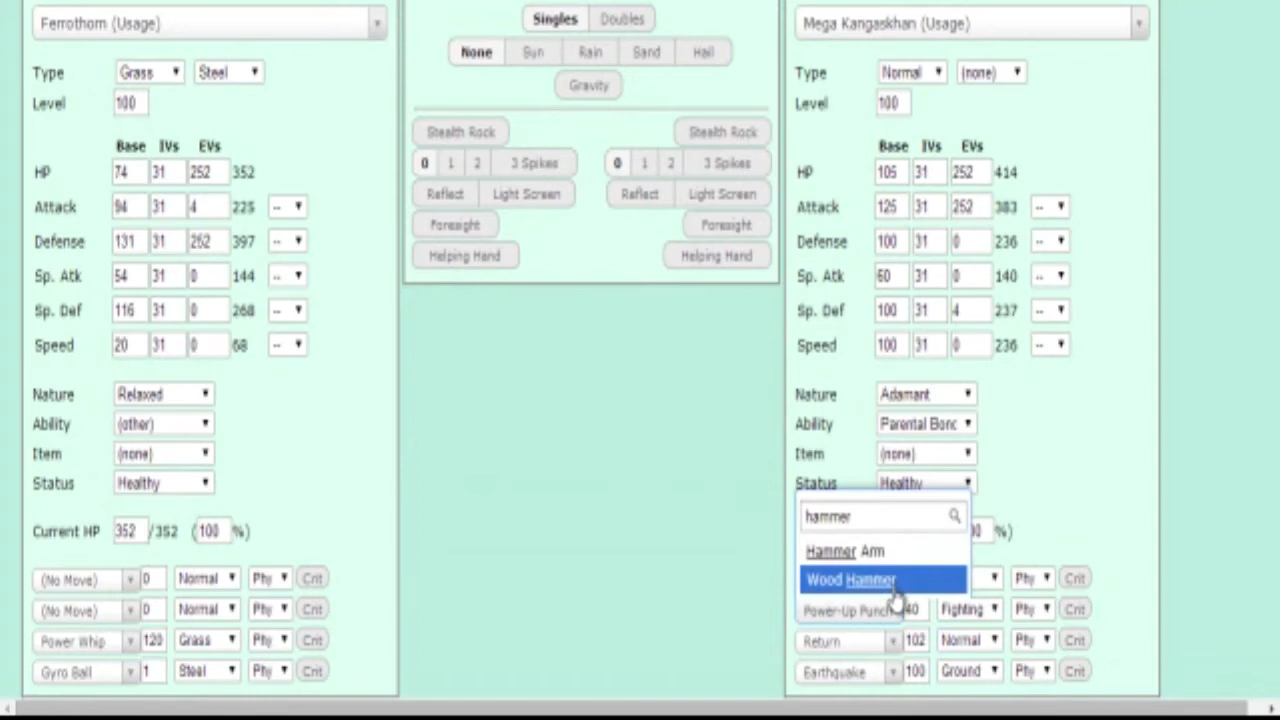 Ferrothorn (Usage)
Type Grass Steel
Level 100
Base IVs EVs
HP 74 31 252 352
Attack 94 31 4 225 --
Defense 131 31 252 397 --
Sp. Atk 54 31 0 144 --
Sp. Def 116 31 0 268 --
Speed 20 31 0 68 --
Nature Relaxed
Ability (other)
Item (none)
Status Healthy
Current HP 352 /352 (100 %)
(No Move) 0 Normal Phy Crit
(No Move) 0 Normal Phy Crit
Power Whip 120 Grass Phy Crit
Gyro Ball 1 Steel Phy Crit
Singles Doubles
None Sun Rain Sand Hail
Gravity
Stealth Rock Stealth Rock
0 1 2 3 Spikes 0 1 2 3 Spikes
Reflect Light Screen Reflect Light Screen
Foresight Foresight
Helping Hand Helping Hand
Mega Kangaskhan (Usage)
Type Normal (none)
Level 100
Base IVs EVs
HP 105 31 252 414
Attack 125 31 252 383 --
Defense 100 31 0 236 --
Sp. Atk 60 31 0 140 --
Sp. Def 100 31 4 237 --
Speed 100 31 0 236 --
Nature Adamant
Ability Parental Bond
Item (none)
Status Healthy
hammer %)
Hammer Arm
Wood Hammer Phy Crit
Power-Up Punch 40 Fighting Phy Crit
Return 102 Normal Phy Crit
Earthquake 100 Ground Phy Crit